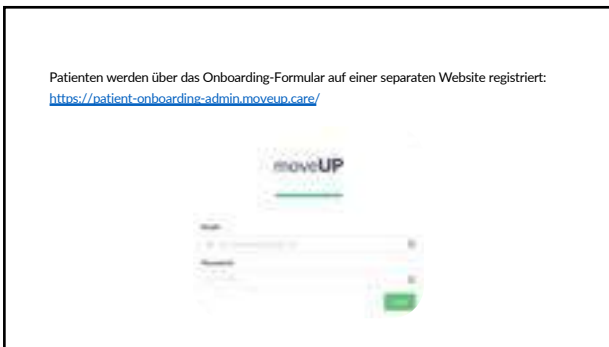 Patienten werden über das Onboarding-Formular auf einer separaten Website registriert:
https://patient-onboarding-admin.moveup.care/
moveUP
Email
Password